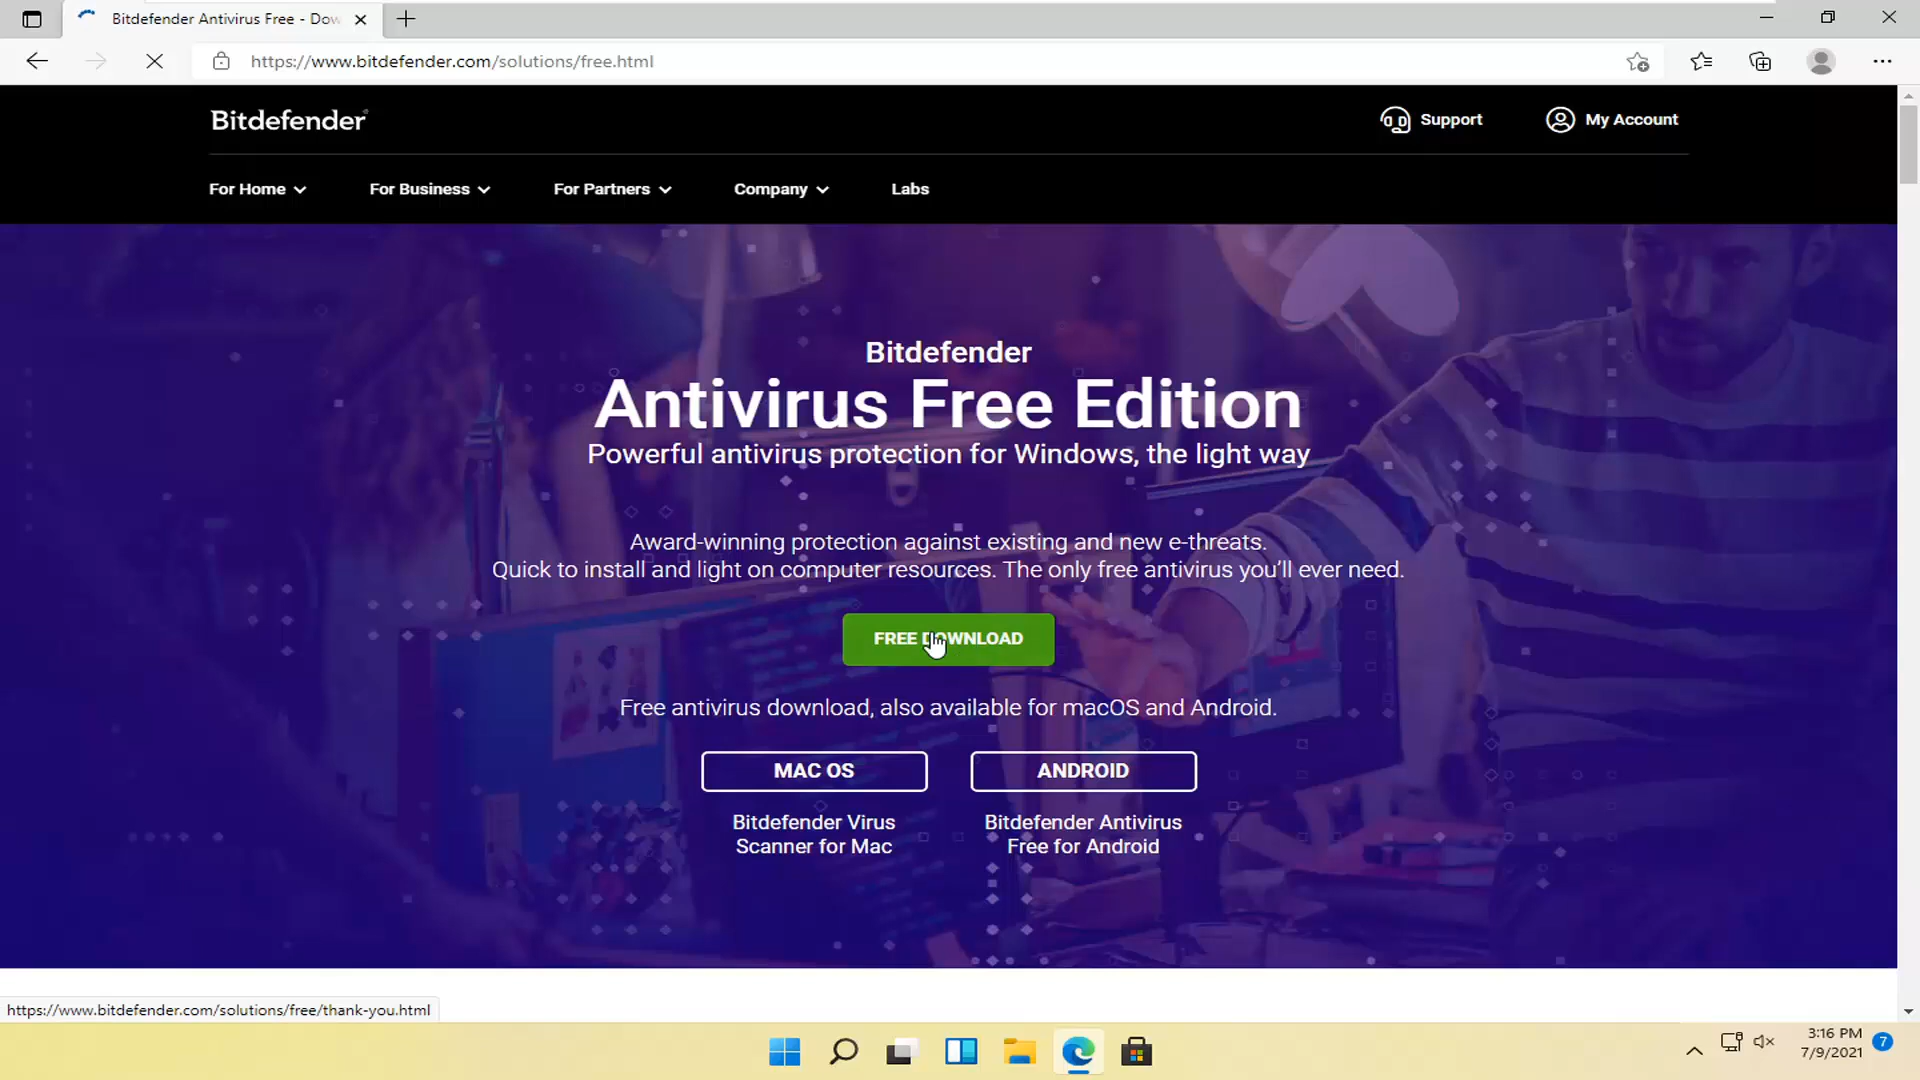 Bitdefender Antivirus Free - Dow
https://www.bitdefender.com/solutions/free.html
Bitdefender
Support
My Account
For Home
For Business
For Partners
Company
Labs
Bitdefender
Antivirus Free Edition
Powerful antivirus protection for Windows, the light way
Award-winning protection against existing and new e-threats.
Quick to install and light on computer resources. The only free antivirus you'll ever need.
FREE DOWNLOAD
Free antivirus download, also available for macOS and Android.
MAC OS
ANDROID
Bitdefender Virus
Scanner for Mac
Bitdefender Antivirus
Free for Android
https://www.bitdefender.com/solutions/free/thank-you.html
3:16 PM
7/9/2021
7